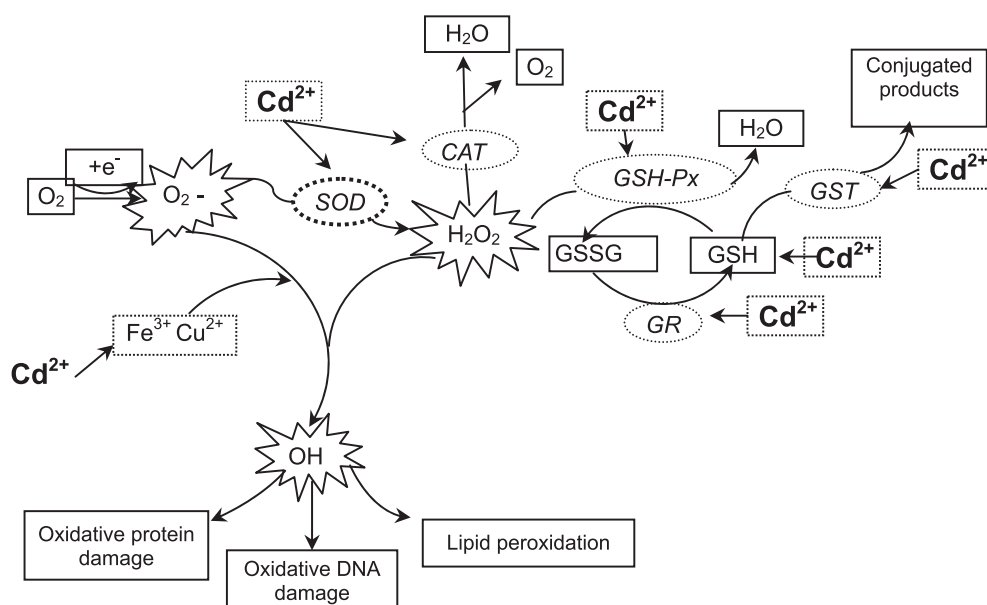 H₂O
O₂
Cd²⁺
CAT
Cd²⁺
GSH-Px
H₂O
Conjugated
products
Cd²⁺
GST
+e⁻
O₂
O₂ -
SOD
H₂O₂
GSSG
GSH
Cd²⁺
GR
Cd²⁺
Fe³⁺ Cu²⁺
Cd²⁺
OH
Oxidative protein
damage
Oxidative DNA
damage
Lipid peroxidation